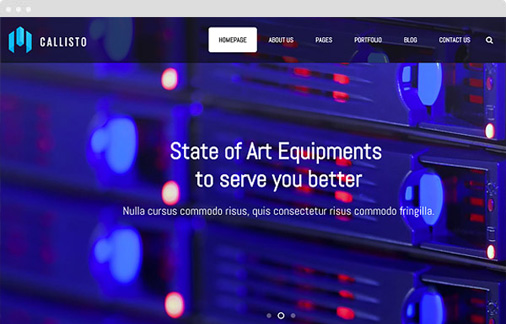 CALLISTO
HOMEPAGE
ABOUT US
PAGES
PORTFOLIO
BLOG
CONTACT US
State of Art Equipments
to serve you better
Nulla cursus commodo risus, quis consectetur risus commodo fringilla.